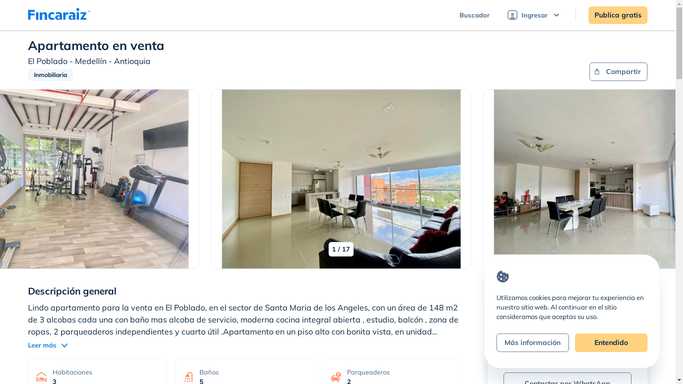 Fincaraiz
Buscador
Ingresar
Publica gratis
Apartamento en venta
El Poblado - Medellín - Antioquia
Inmobiliaria
Compartir
1 / 17
Descripción general
Lindo apartamento para la venta en El Poblado, en el sector de Santa Maria de los Angeles, con un área de 148 m2
de 3 alcobas cada una con baño mas alcoba de servicio, moderna cocina integral abierta , estudio, balcón , zona de
ropas, 2 parqueaderos independientes y cuarto útil .Apartamento en un piso alto con bonita vista, en unidad...
Leer más
Habitaciones
3
Baños
5
Parqueaderos
2
Utilizamos cookies para mejorar tu experiencia en
nuestro sitio web. Al continuar en el sitio
consideramos que aceptas su uso.
Más información
Entendido
Contactar por WhatsApp